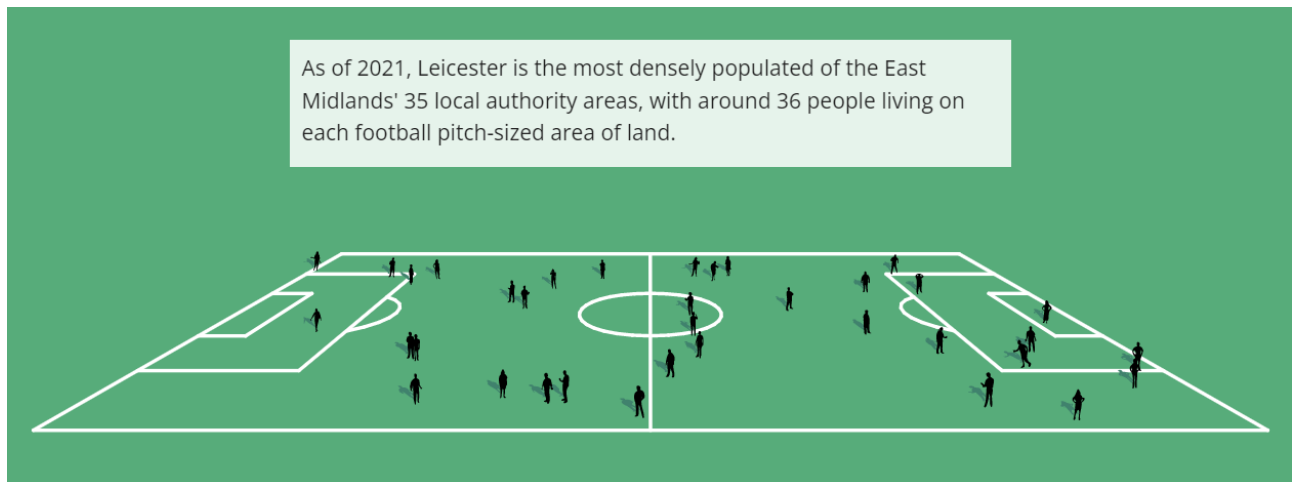 As of 2021, Leicester is the most densely populated of the East
Midlands' 35 local authority areas, with around 36 people living on
each football pitch-sized area of land.